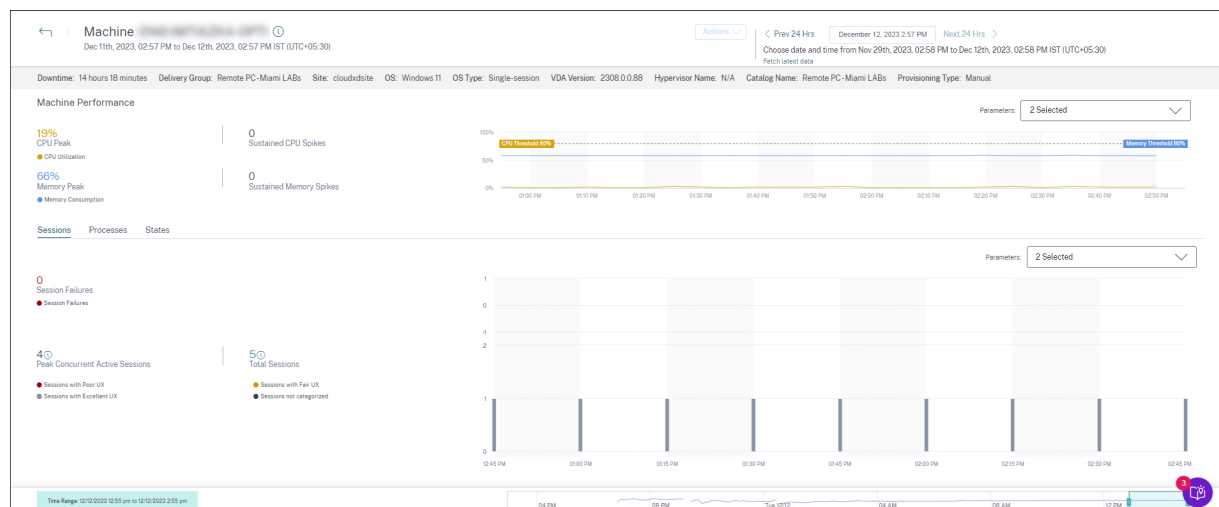 Machine
Dec 11th, 2023, 02:57 PM to Dec 12th, 2023, 02:57 PM IST (UTC+05:30)
Actions
Prev 24 Hrs December 12, 2023 2:57 PM Next 24 Hrs
Choose date and time from Nov 29th, 2023, 02:58 PM to Dec 12th, 2023, 02:58 PM IST (UTC+05:30)
Fetch latest data
Downtime: 14 hours 18 minutes Delivery Group: Remote PC-Miami LABs Site: cloudxdsite OS: Windows 11 OS Type: Single-session VDA Version: 2308.0.0.88 Hypervisor Name: N/A Catalog Name: Remote PC-Miami LABs Provisioning Type: Manual
Machine Performance
Parameters: 2 Selected
19%
CPU Peak
CPU Utilization
0
Sustained CPU Spikes
66%
Memory Peak
Memory Consumption
0
Sustained Memory Spikes
100%
CPU Threshold 80% Memory Threshold 80%
50%
0%
01:00 PM 01:10 PM 01:20 PM 01:30 PM 01:40 PM 01:50 PM 02:00 PM 02:10 PM 02:20 PM 02:30 PM 02:40 PM 02:50 PM
Sessions Processes States
Parameters: 2 Selected
0
Session Failures
Session Failures
1
0
-1
4
Peak Concurrent Active Sessions
Sessions with Poor UX
Sessions with Excellent UX
5
Total Sessions
Sessions with Fair UX
Sessions not categorized
2
1
0
12:45 PM 01:00 PM 01:15 PM 01:30 PM 01:45 PM 02:00 PM 02:15 PM 02:30 PM 02:45 PM
Time Range: 12/12/2023 12:55 pm to 12/12/2023 2:55 pm
04 PM 08 PM Tue 12/12 04 AM 08 AM 12 PM
3